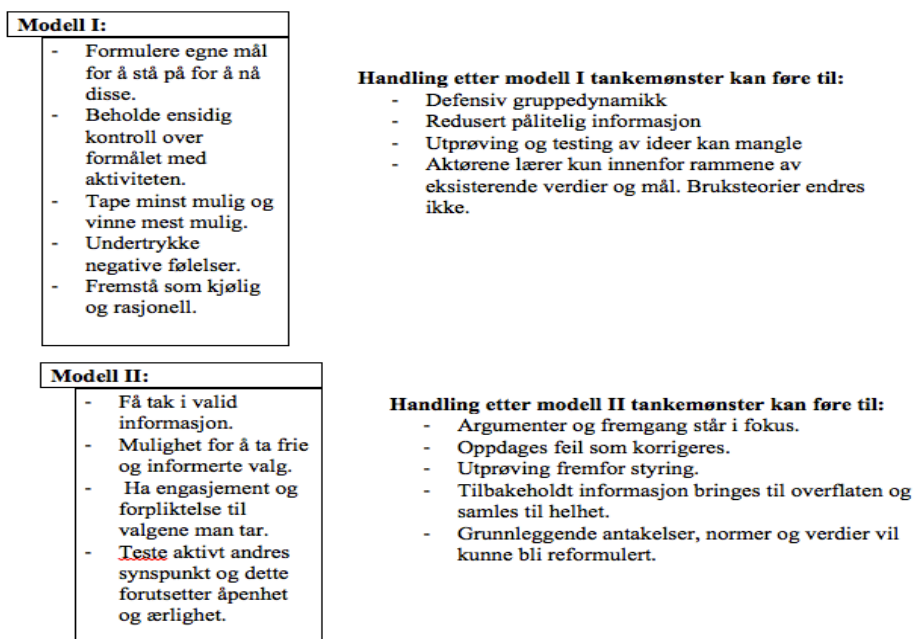 Modell I:
- Formulere egne mål
for å stå på for å nå
disse.
- Beholde ensidig
kontroll over
formålet med
aktiviteten.
- Tape minst mulig og
vinne mest mulig.
- Undertrykke
negative følelser.
- Fremstå som kjølig
og rasjonell.
Handling etter modell I tankemønster kan føre til:
- Defensiv gruppedynamikk
- Redusert pålitelig informasjon
- Utprøving og testing av ideer kan mangle
- Aktørene lærer kun innenfor rammene av
eksisterende verdier og mål. Bruksteorier endres
ikke.
Modell II:
- Få tak i valid
informasjon.
- Mulighet for å ta frie
og informerte valg.
- Ha engasjement og
forpliktelse til
valgene man tar.
- Teste aktivt andres
synspunkt og dette
forutsetter åpenhet
og ærlighet.
Handling etter modell II tankemønster kan føre til:
- Argumenter og fremgang står i fokus.
- Oppdages feil som korrigeres.
- Utprøving fremfor styring.
- Tilbakeholdt informasjon bringes til overflaten og
samles til helhet.
- Grunnleggende antakelser, normer og verdier vil
kunne bli reformulert.